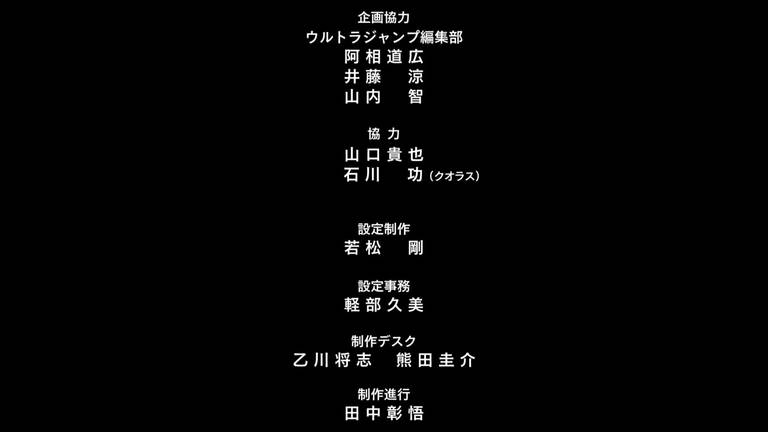 企画協力
ウルトラジャンプ編集部
阿相道広
井藤 涼
山内 智
協力
山口貴也
石川 功（クオラス）
設定制作
若松 剛
設定事務
軽部久美
制作デスク
乙川将志 熊田圭介
制作進行
田中彰悟